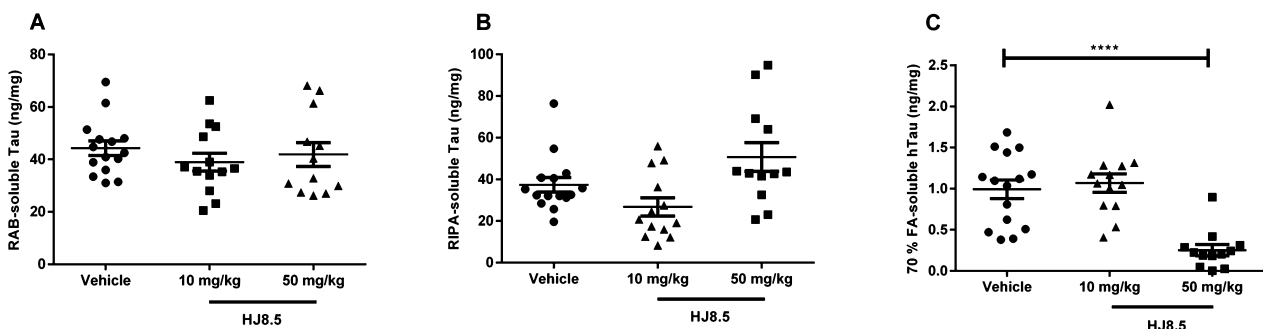 A
RAB-soluble Tau (ng/mg)
80
60
40
20
0
Vehicle
10 mg/kg
50 mg/kg
HJ8.5
B
RIPA-soluble Tau (ng/mg)
100
80
60
40
20
0
Vehicle
10 mg/kg
50 mg/kg
HJ8.5
C
70 % FA-soluble hTau (ng/mg)
2.5
2.0
1.5
1.0
0.5
0.0
****
Vehicle
10 mg/kg
50 mg/kg
HJ8.5